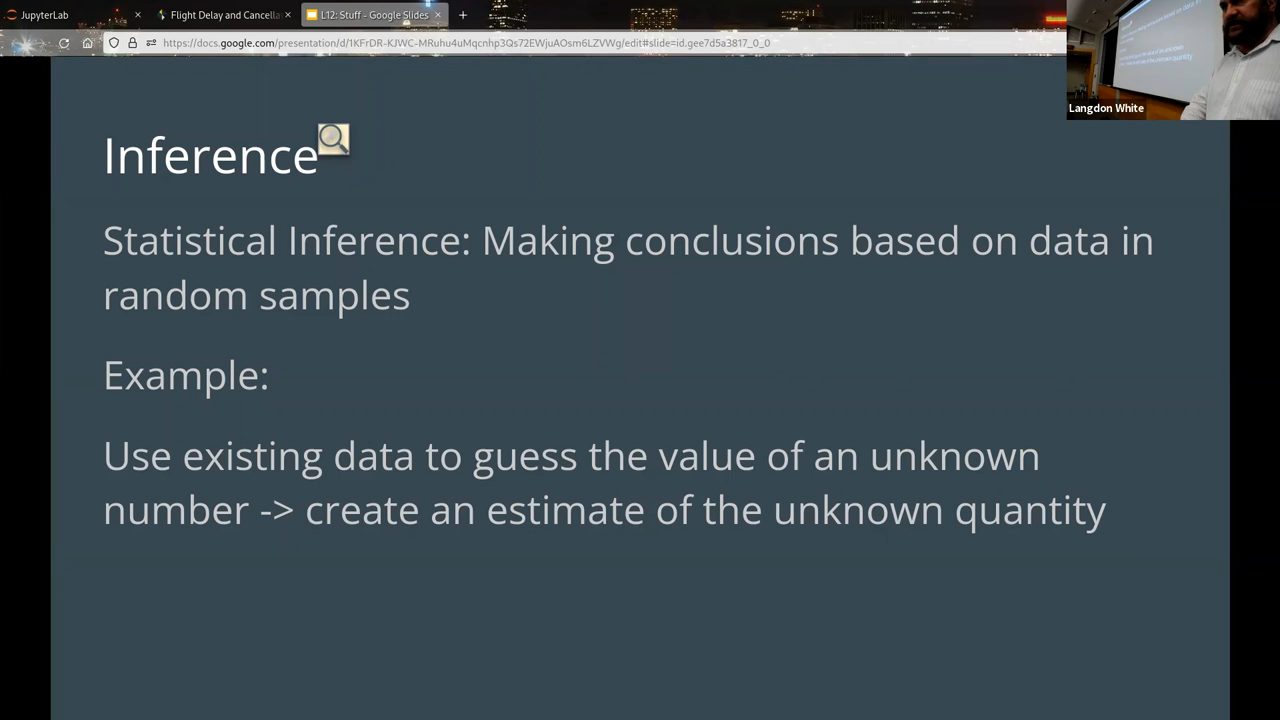 JupyterLab
Flight Delay and Cancella
L12: Stuff - Google Slides
https://docs.google.com/presentation/d/1KFrDR-KJWC-MRuhu4uMqcnhp3Qs72EWjuAOsm6LZVWg/edit#slide=id.gee7d5a3817_0_0
Langdon White
Inference
Statistical Inference: Making conclusions based on data in
random samples
Example:
Use existing data to guess the value of an unknown
number -> create an estimate of the unknown quantity